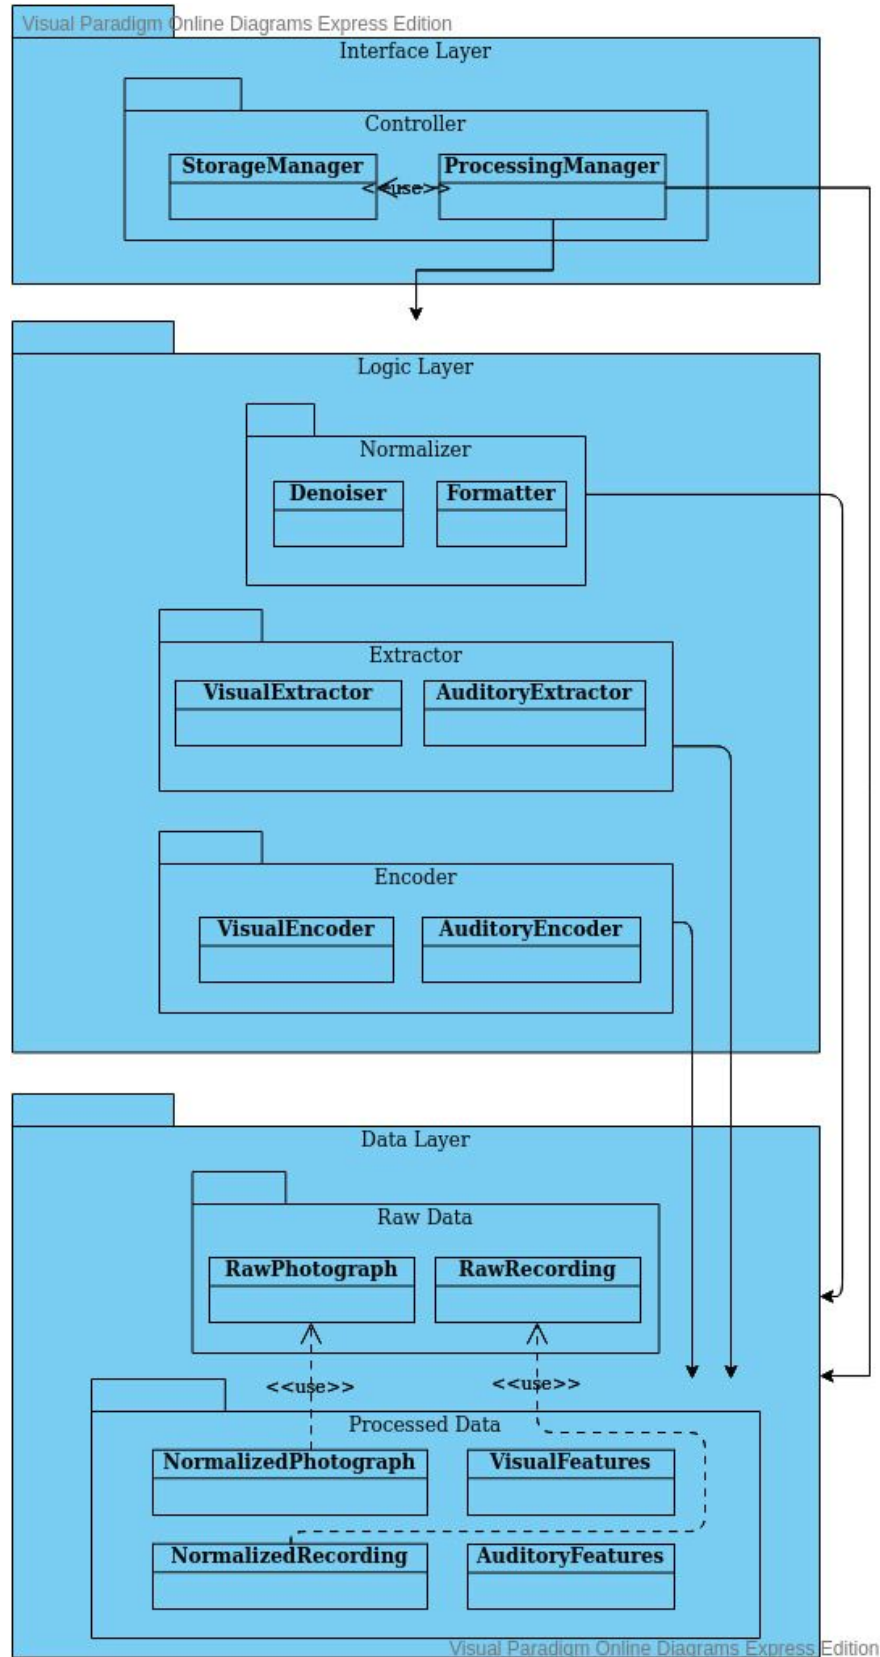 Visual Paradigm Online Diagrams Express Edition
Interface Layer
Controller
StorageManager
ProcessingManager
<<use>>
Logic Layer
Normalizer
Denoiser
Formatter
Extractor
VisualExtractor
AuditoryExtractor
Encoder
VisualEncoder
AuditoryEncoder
Data Layer
Raw Data
RawPhotograph
RawRecording
<<use>>
<<use>>
Processed Data
NormalizedPhotograph
VisualFeatures
NormalizedRecording
AuditoryFeatures
Visual Paradigm Online Diagrams Express Edition